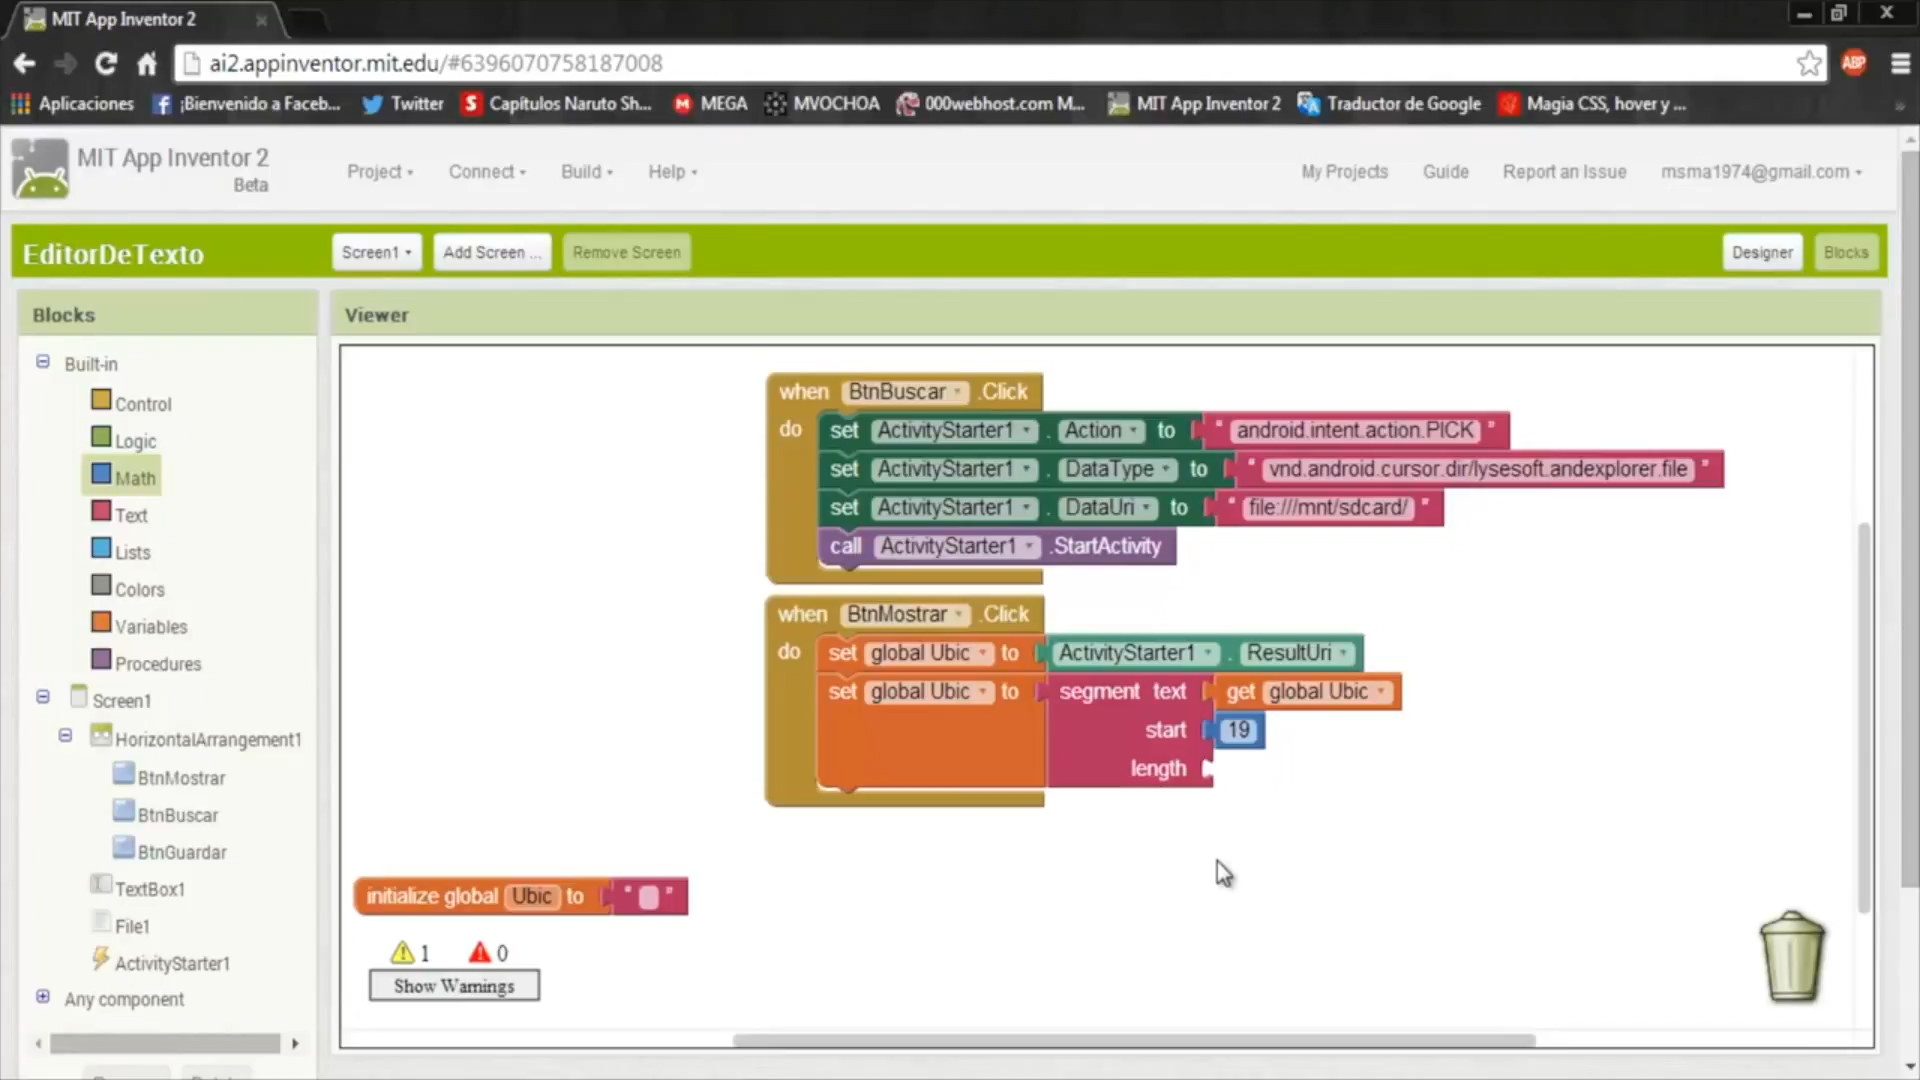 MIT App Inventor 2
ai2.appinventor.mit.edu/#6396070758187008
ABP
Aplicaciones ¡Bienvenido a Faceb... Twitter Capítulos Naruto Sh... MEGA MVOCHOA 000webhost.com M... MIT App Inventor 2 Traductor de Google Magia CSS, hover y ...
MIT App Inventor 2
Beta
Project Connect Build Help My Projects Guide Report an Issue msma1974@gmail.com
EditorDeTexto Screen1 Add Screen ... Remove Screen Designer Blocks
Blocks
Viewer
Built-in
Control
Logic
Math
Text
Lists
Colors
Variables
Procedures
Screen1
HorizontalArrangement1
BtnMostrar
BtnBuscar
BtnGuardar
TextBox1
File1
ActivityStarter1
Any component
when BtnBuscar .Click
do set ActivityStarter1 . Action to " android.intent.action.PICK "
set ActivityStarter1 . DataType to " vnd.android.cursor.dir/lysesoft.andexplorer.file "
set ActivityStarter1 . DataUri to " file:///mnt/sdcard/ "
call ActivityStarter1 .StartActivity
when BtnMostrar .Click
do set global Ubic to ActivityStarter1 . ResultUri
set global Ubic to segment text get global Ubic
start 19
length
initialize global Ubic to " "
1 0
Show Warnings